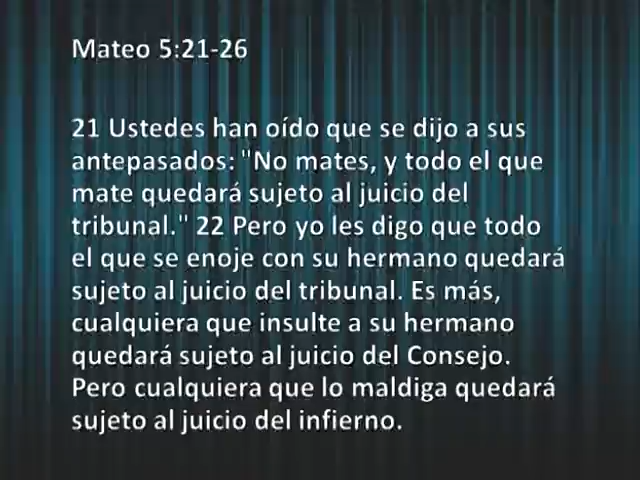 Mateo 5:21-26
21 Ustedes han oído que se dijo a sus
antepasados: "No mates, y todo el que
mate quedará sujeto al juicio del
tribunal." 22 Pero yo les digo que todo
el que se enoje con su hermano quedará
sujeto al juicio del tribunal. Es más,
cualquiera que insulte a su hermano
quedará sujeto al juicio del Consejo.
Pero cualquiera que lo maldiga quedará
sujeto al juicio del infierno.